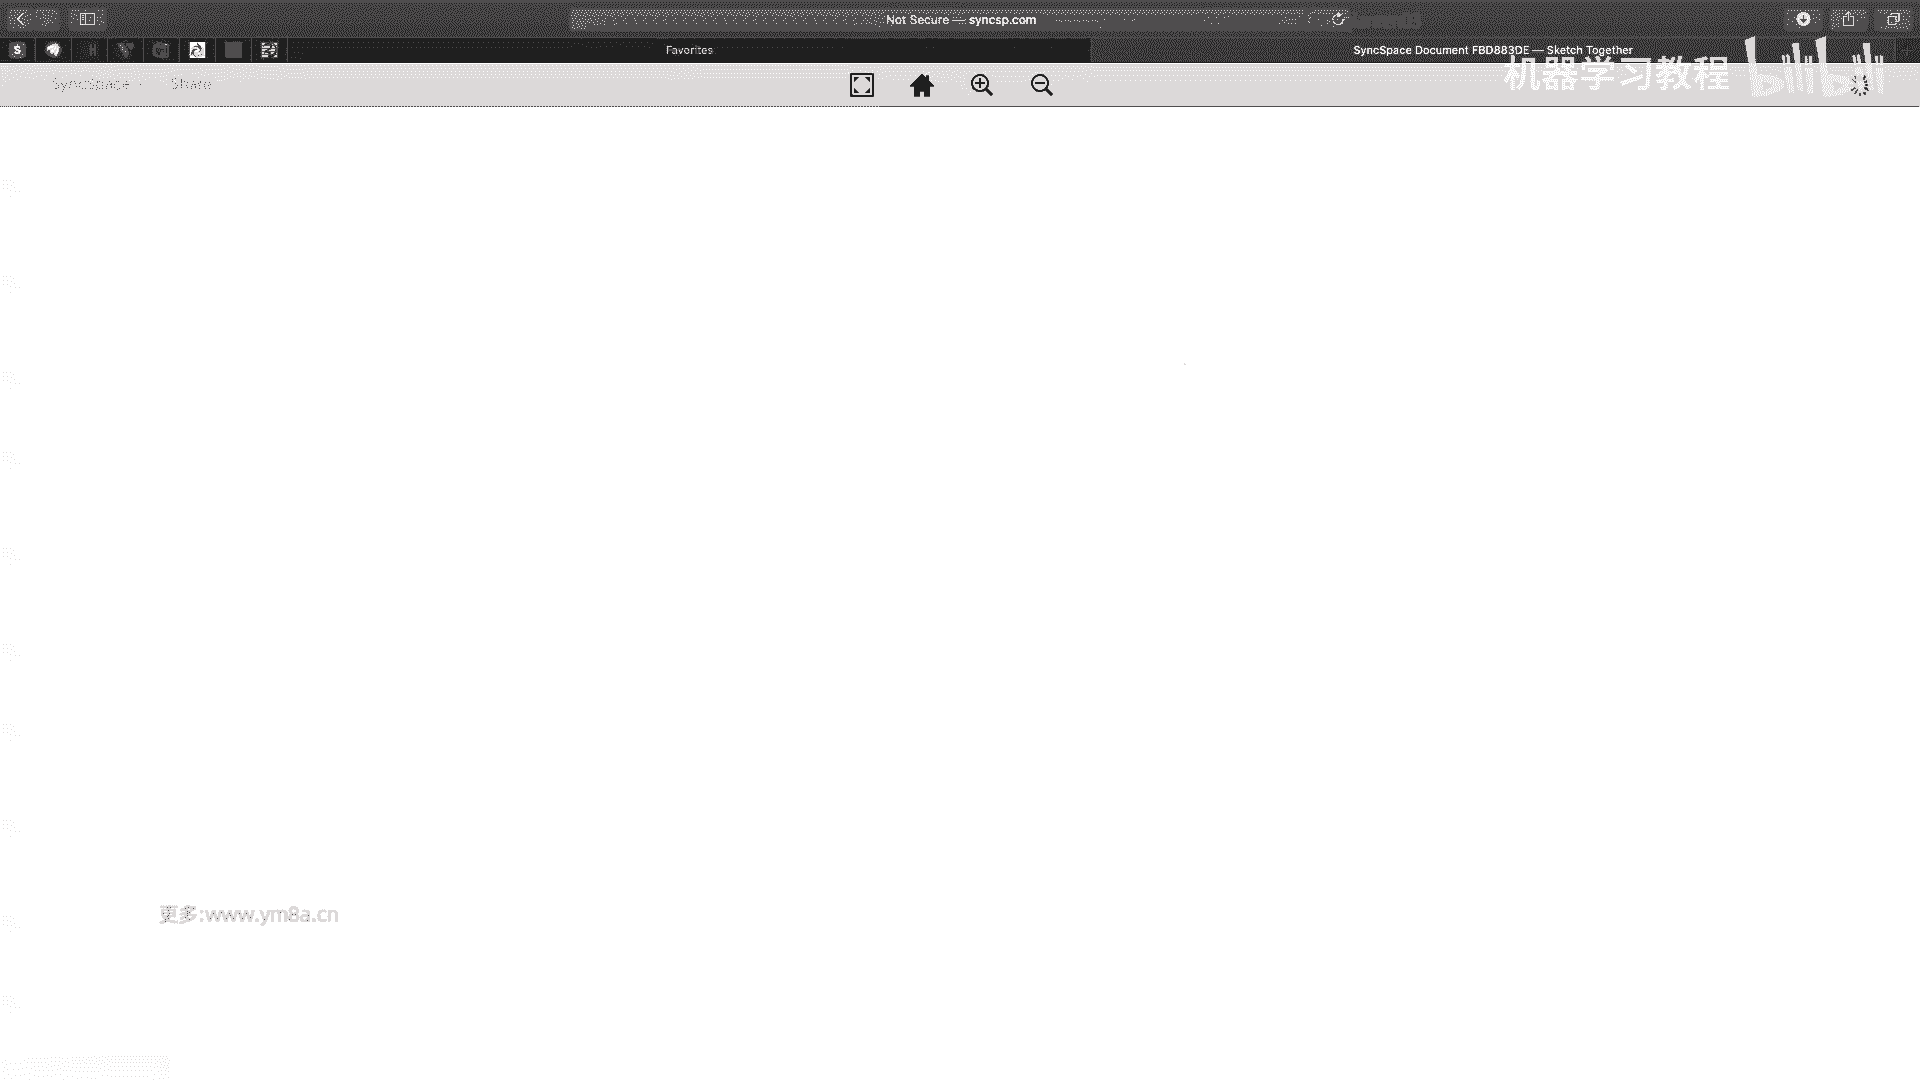 Not Secure — syncsp.com
Favorites
SyncSpace Document FBD883DE — Sketch Together
SyncSpace
Share
机器学习教程 bilibili
更多:www.ym8a.cn